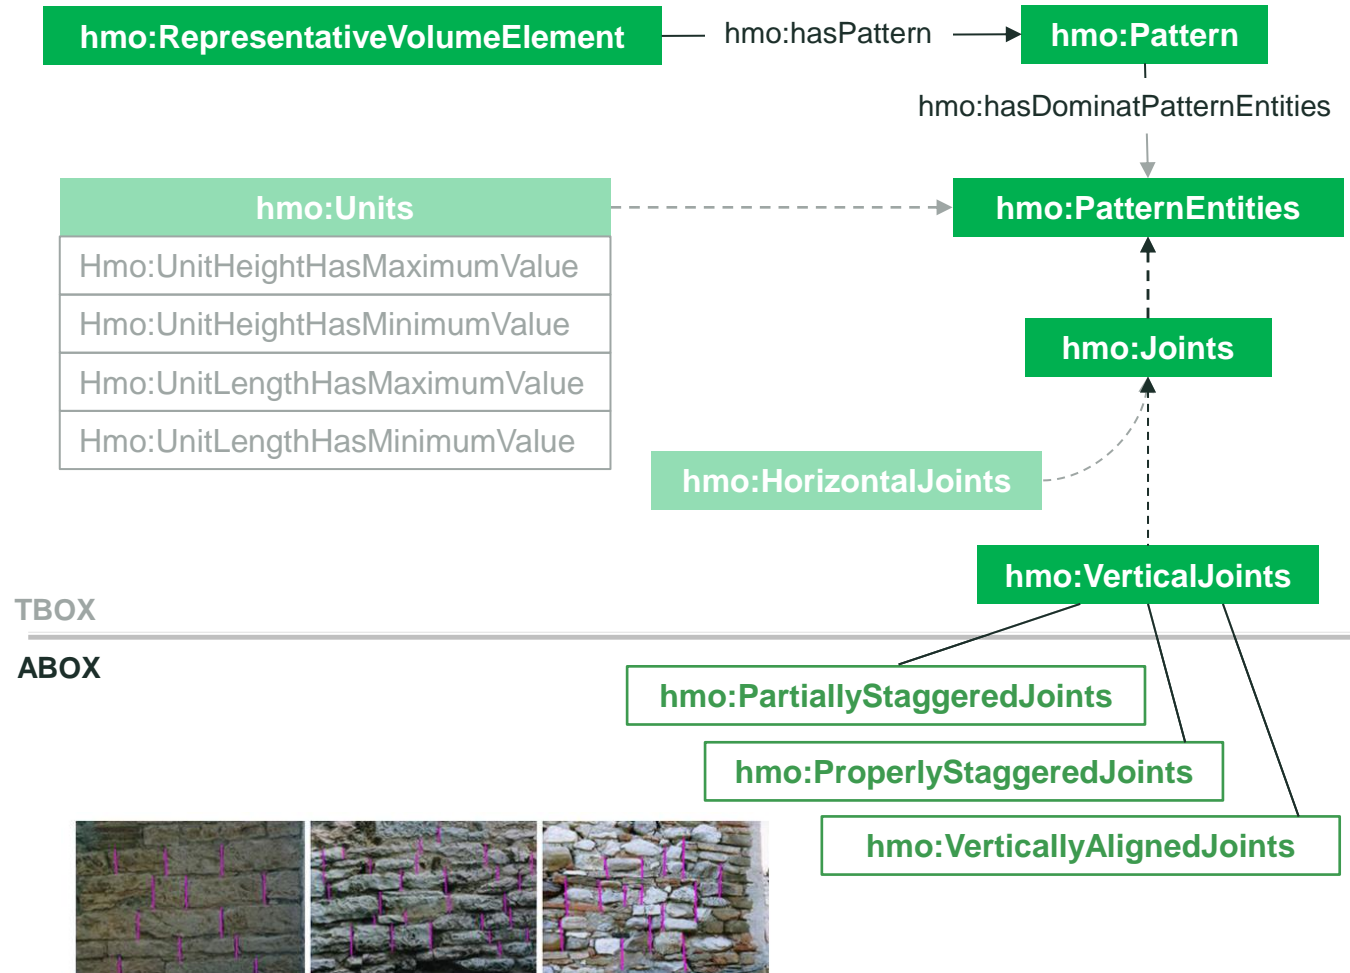 hmo:RepresentativeVolumeElement
hmo:hasPattern
hmo:Pattern
hmo:hasDominatPatternEntities
hmo:Units
hmo:PatternEntities
Hmo:UnitHeightHasMaximumValue
Hmo:UnitHeightHasMinimumValue
hmo:Joints
Hmo:UnitLengthHasMaximumValue
Hmo:UnitLengthHasMinimumValue
hmo:HorizontalJoints
hmo:VerticalJoints
TBOX
ABOX
hmo:PartiallyStaggeredJoints
hmo:ProperlyStaggeredJoints
hmo:VerticallyAlignedJoints